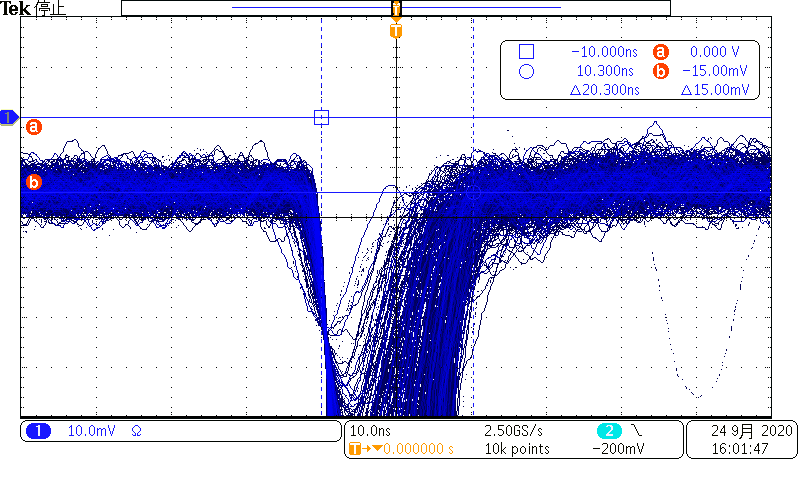 Tek 停止
T
T
−10.000ns a 0.000 V
10.300ns b −15.00mV
Δ20.300ns Δ15.00mV
1
a
b
1 10.0mV Ω
10.0ns 2.50GS/s 2
T→▼0.000000 s 10k points −200mV
24 9月 2020
16:01:47